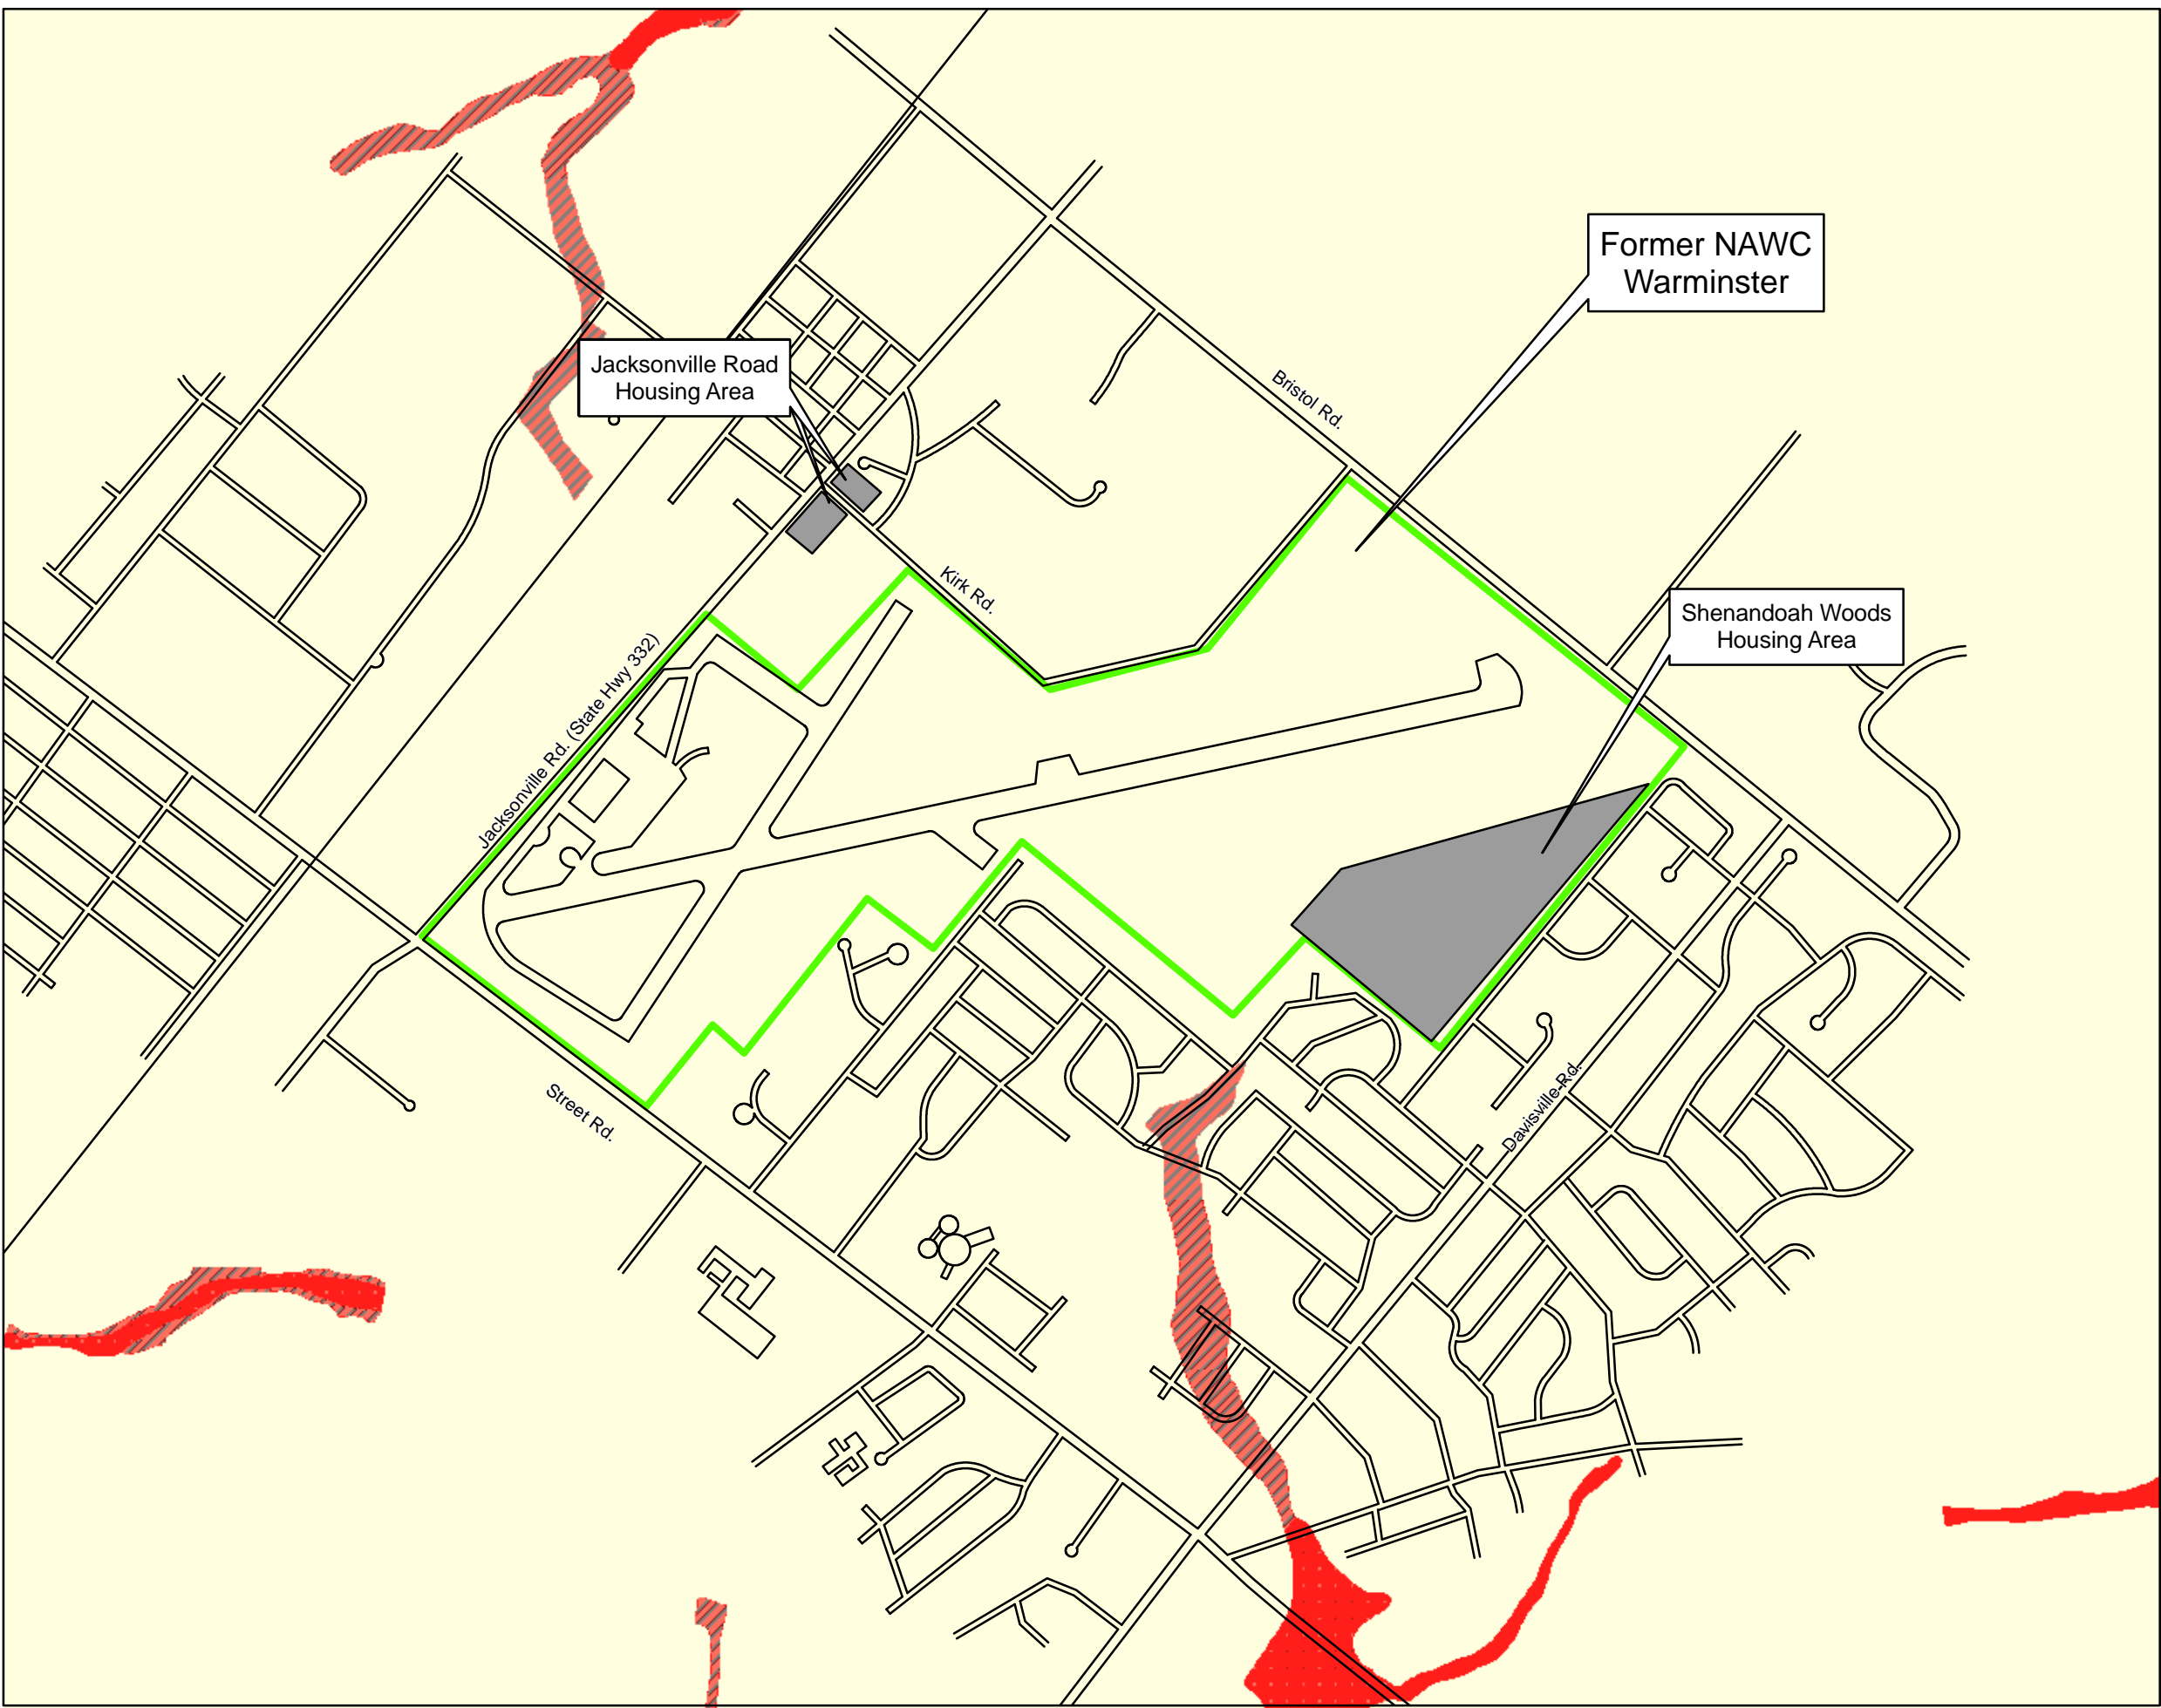 Former NAWC
Warminster
Jacksonville Road
Housing Area
Bristol Rd.
Kirk Rd.
Shenandoah Woods
Housing Area
Jacksonville Rd. (State Hwy 332)
Street Rd.
Davisville Rd.